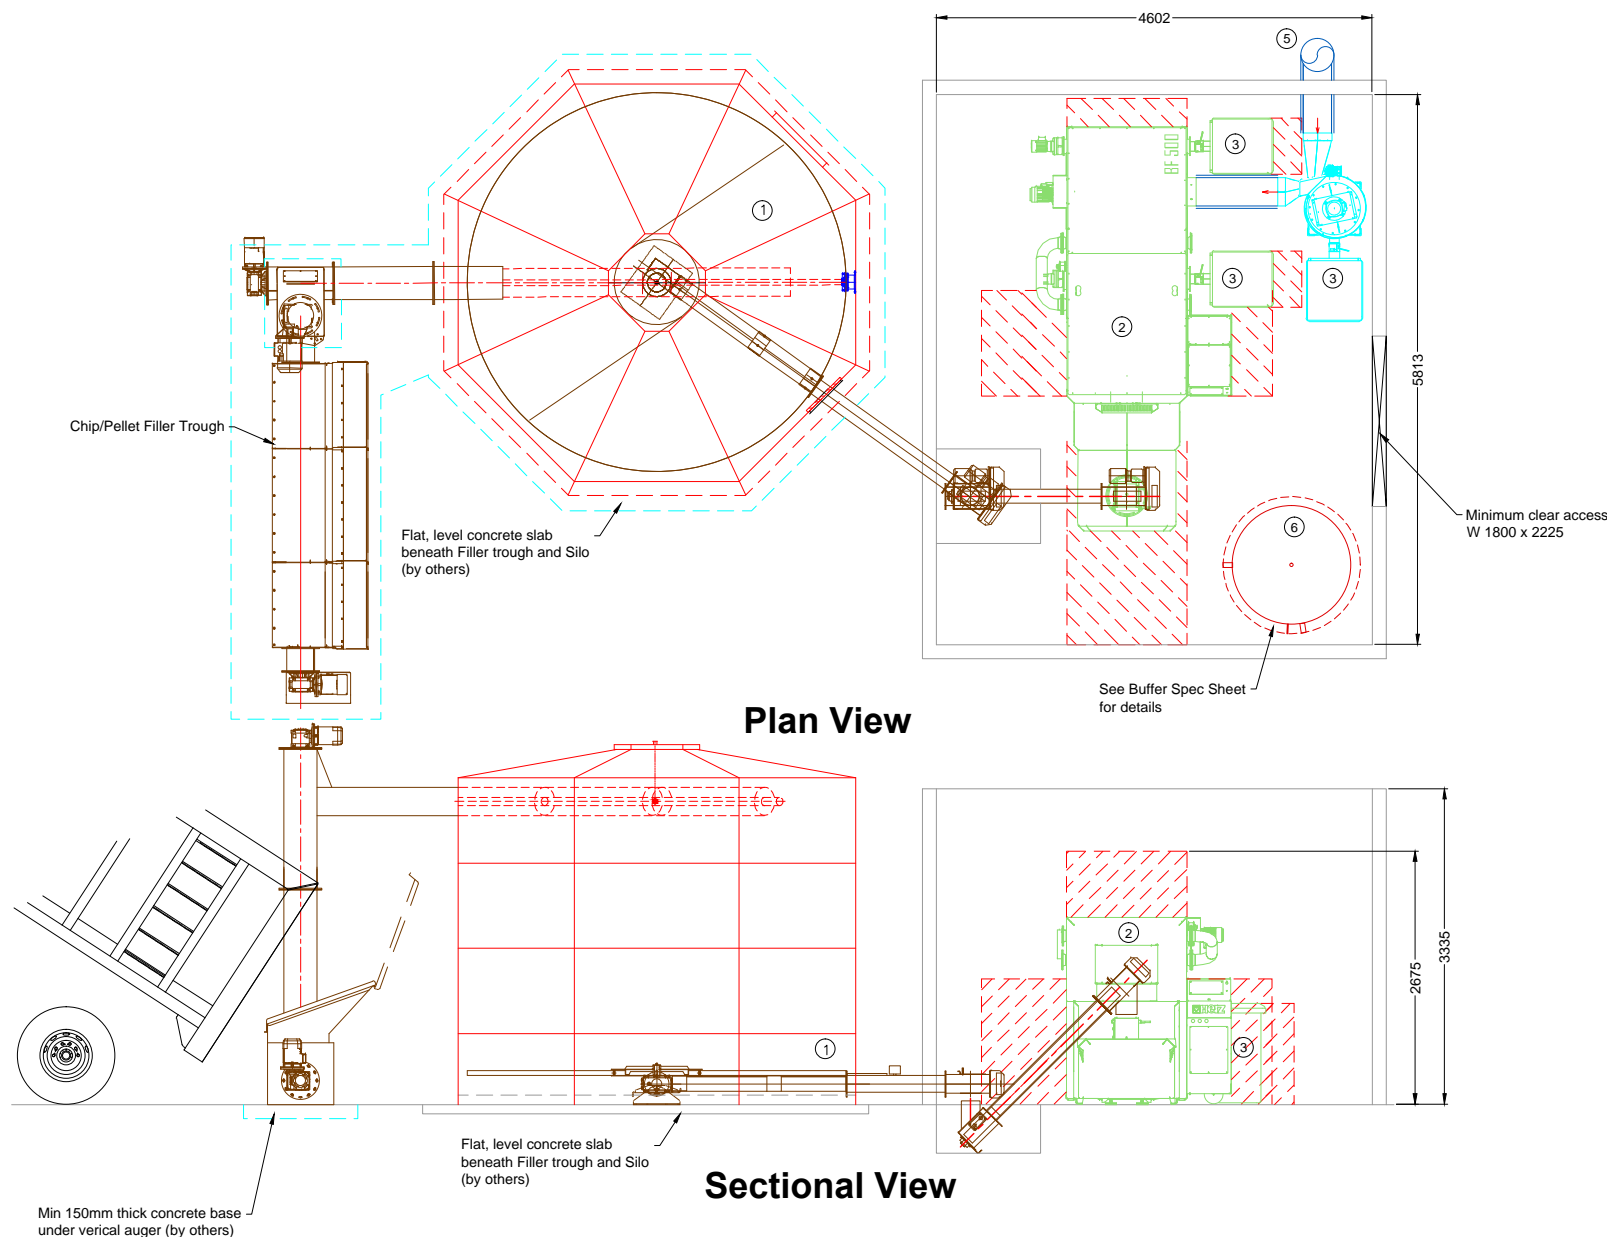 4602
5
3
BF 500
1
3
3
2
5813
Chip/Pellet Filler Trough
Flat, level concrete slab
beneath Filler trough and Silo
(by others)
6
Minimum clear access
W 1800 x 2225
See Buffer Spec Sheet
for details
Plan View
2
3335
2675
HERZ
1
3
Flat, level concrete slab
beneath Filler trough and Silo
(by others)
Sectional View
Min 150mm thick concrete base
under verical auger (by others)